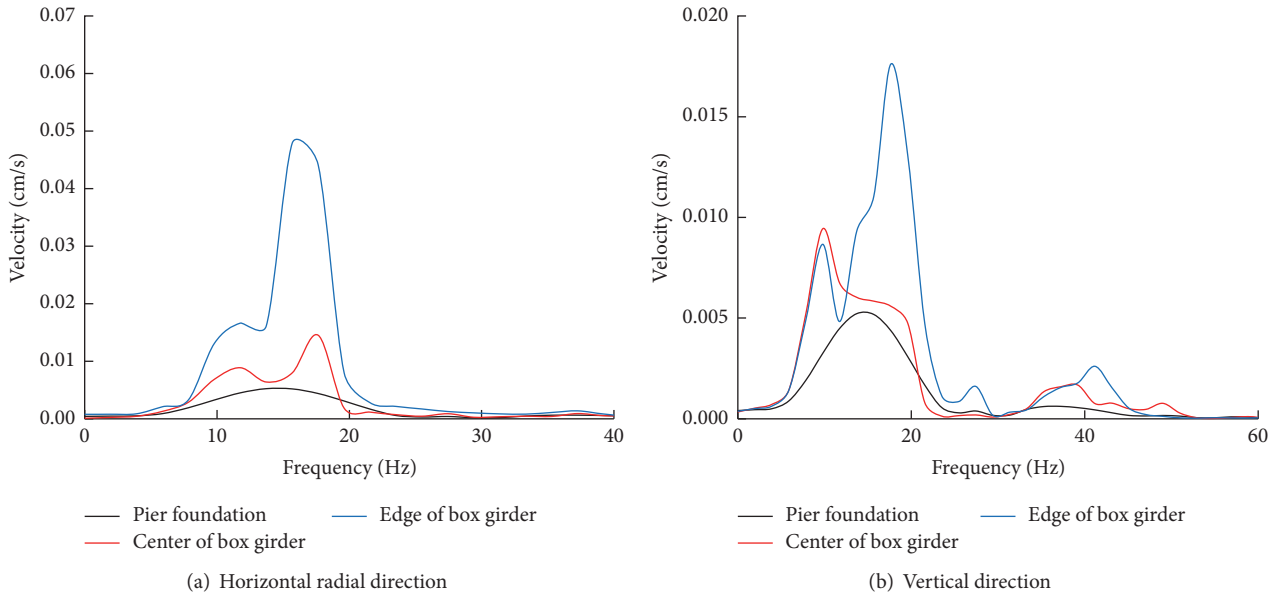 0.07
0.06
0.05
0.04
0.03
0.02
0.01
0.00
Velocity (cm/s)
0 10 20 30 40
Frequency (Hz)
Pier foundation
Center of box girder
Edge of box girder
(a) Horizontal radial direction
0.020
0.015
0.010
0.005
0.000
Velocity (cm/s)
0 20 40 60
Frequency (Hz)
Pier foundation
Center of box girder
Edge of box girder
(b) Vertical direction